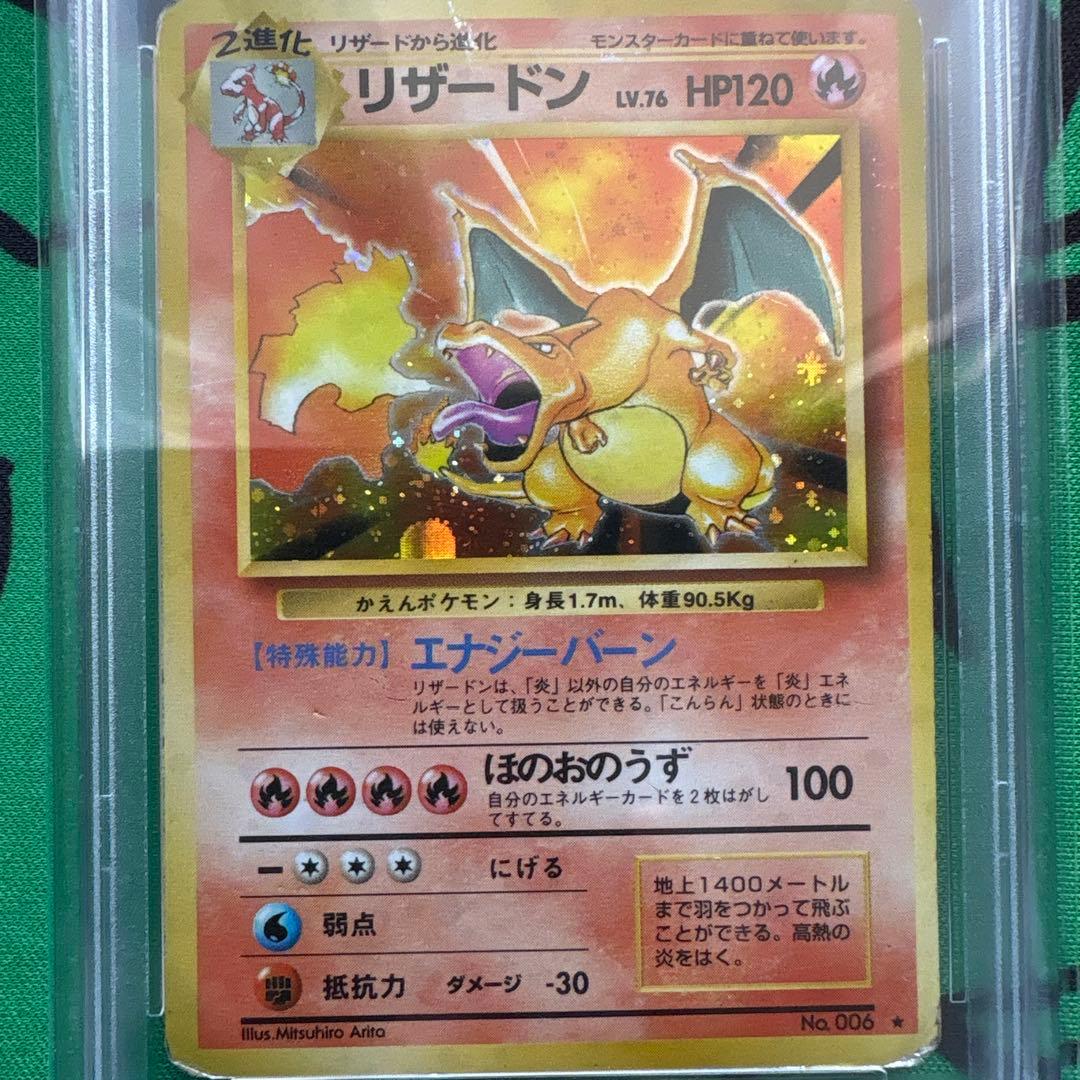 2進化 リザードから進化 モンスターカードに重ねて使います。
リザードン LV.76 HP120
かえんポケモン：身長1.7m、体重90.5Kg
【特殊能力】 エナジーバーン
リザードンは、「炎」以外の自分のエネルギーを「炎」エネ
ルギーとして扱うことができる。「こんらん」状態のときに
は使えない。
ほのおのうず 100
自分のエネルギーカードを2枚はがし
てすてる。
ー にげる
弱点
抵抗力 ダメージ -30
地上1400メートル
まで羽をつかって飛ぶ
ことができる。高熱の
炎をはく。
Illus.Mitsuhiro Arita
No. 006 ★